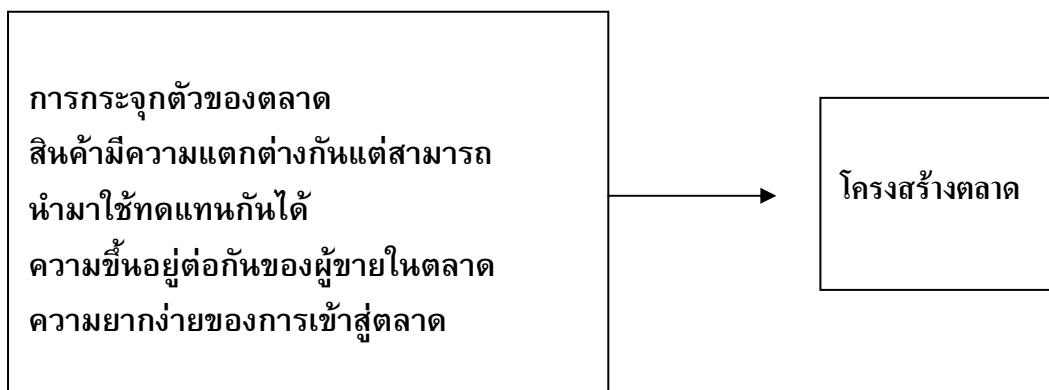 การกระจุกตัวของตลาด
สินค้ามีความแตกต่างกันแต่สามารถ
นำมาใช้ทดแทนกันได้
ความขึ้นอยู่ต่อกันของผู้ขายในตลาด
ความยากง่ายของการเข้าสู่ตลาด
โครงสร้างตลาด